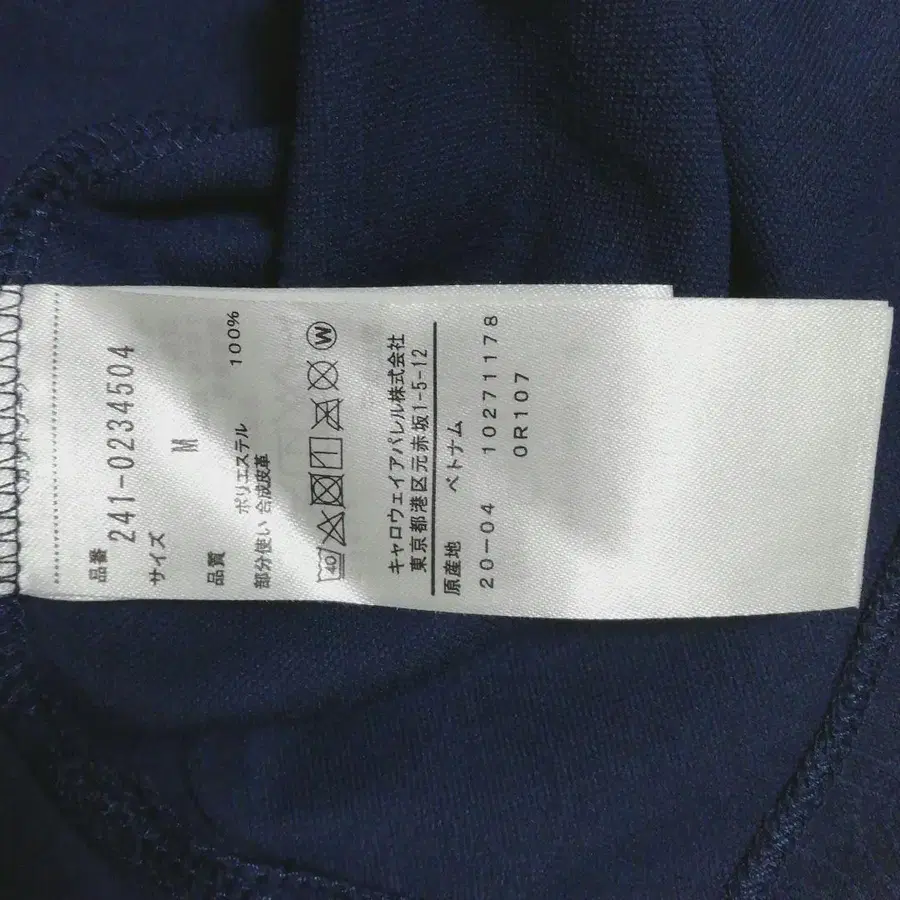 品番
241-0234504
サイズ M
品質
ポリエステル 100%
部分使い 合成皮革
40 W
キャロウェイアパレル株式会社
東京都港区元赤坂1-5-12
原産地 ベトナム
20-04 10271178
0R107